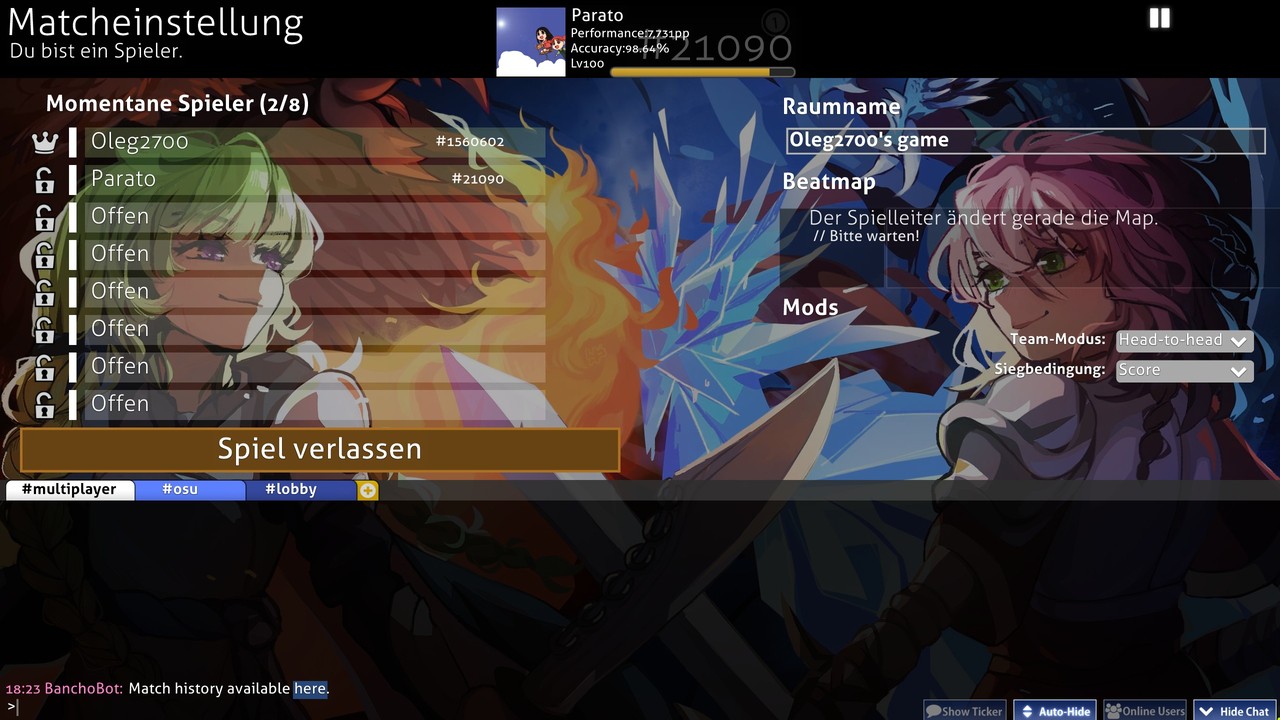 Matcheinstellung
Du bist ein Spieler.
Parato
Performance:7,731pp
Accuracy:98.64%
Lv100
#21090
1
Momentane Spieler (2/8)
Oleg2700 #1560602
Parato #21090
Offen
Offen
Offen
Offen
Offen
Offen
Spiel verlassen
Raumname
Oleg2700's game
Beatmap
Der Spielleiter ändert gerade die Map.
// Bitte warten!
Mods
Team-Modus: Head-to-head
Siegbedingung: Score
#multiplayer #osu #lobby
18:23 BanchoBot: Match history available here.
>|
Show Ticker Auto-Hide Online Users Hide Chat